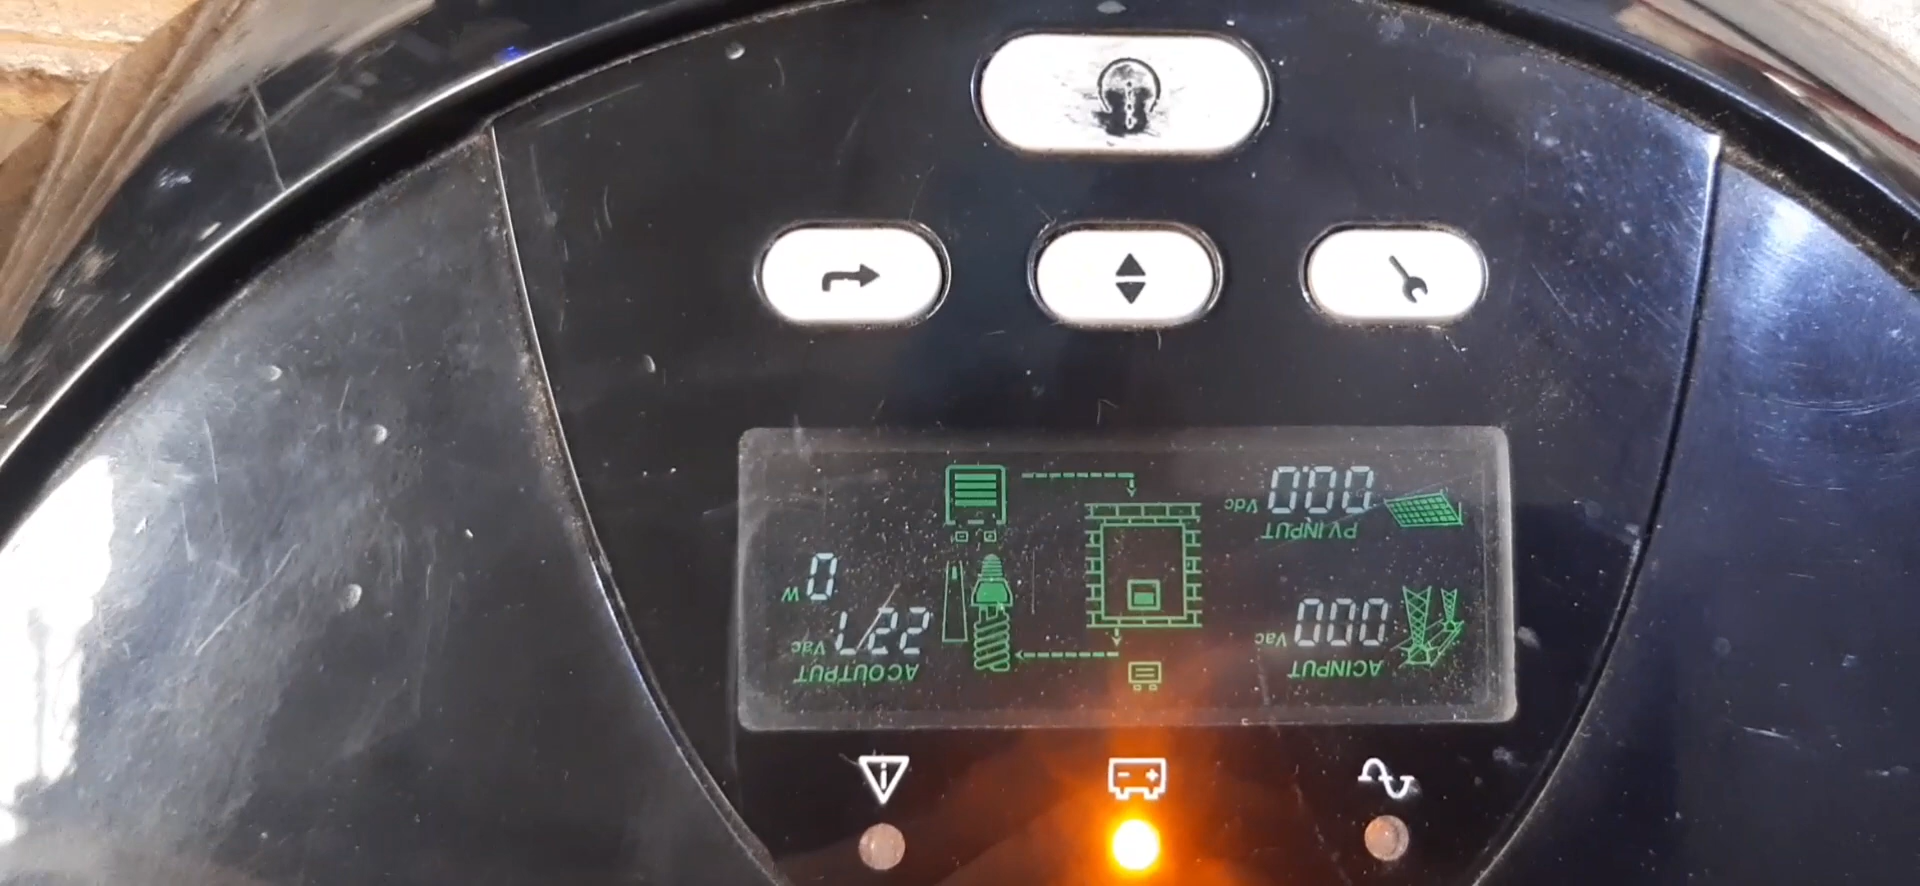 AC INPUT
000 Vac
PV INPUT
000 Vdc
AC OUTPUT
227 Vac
0 W